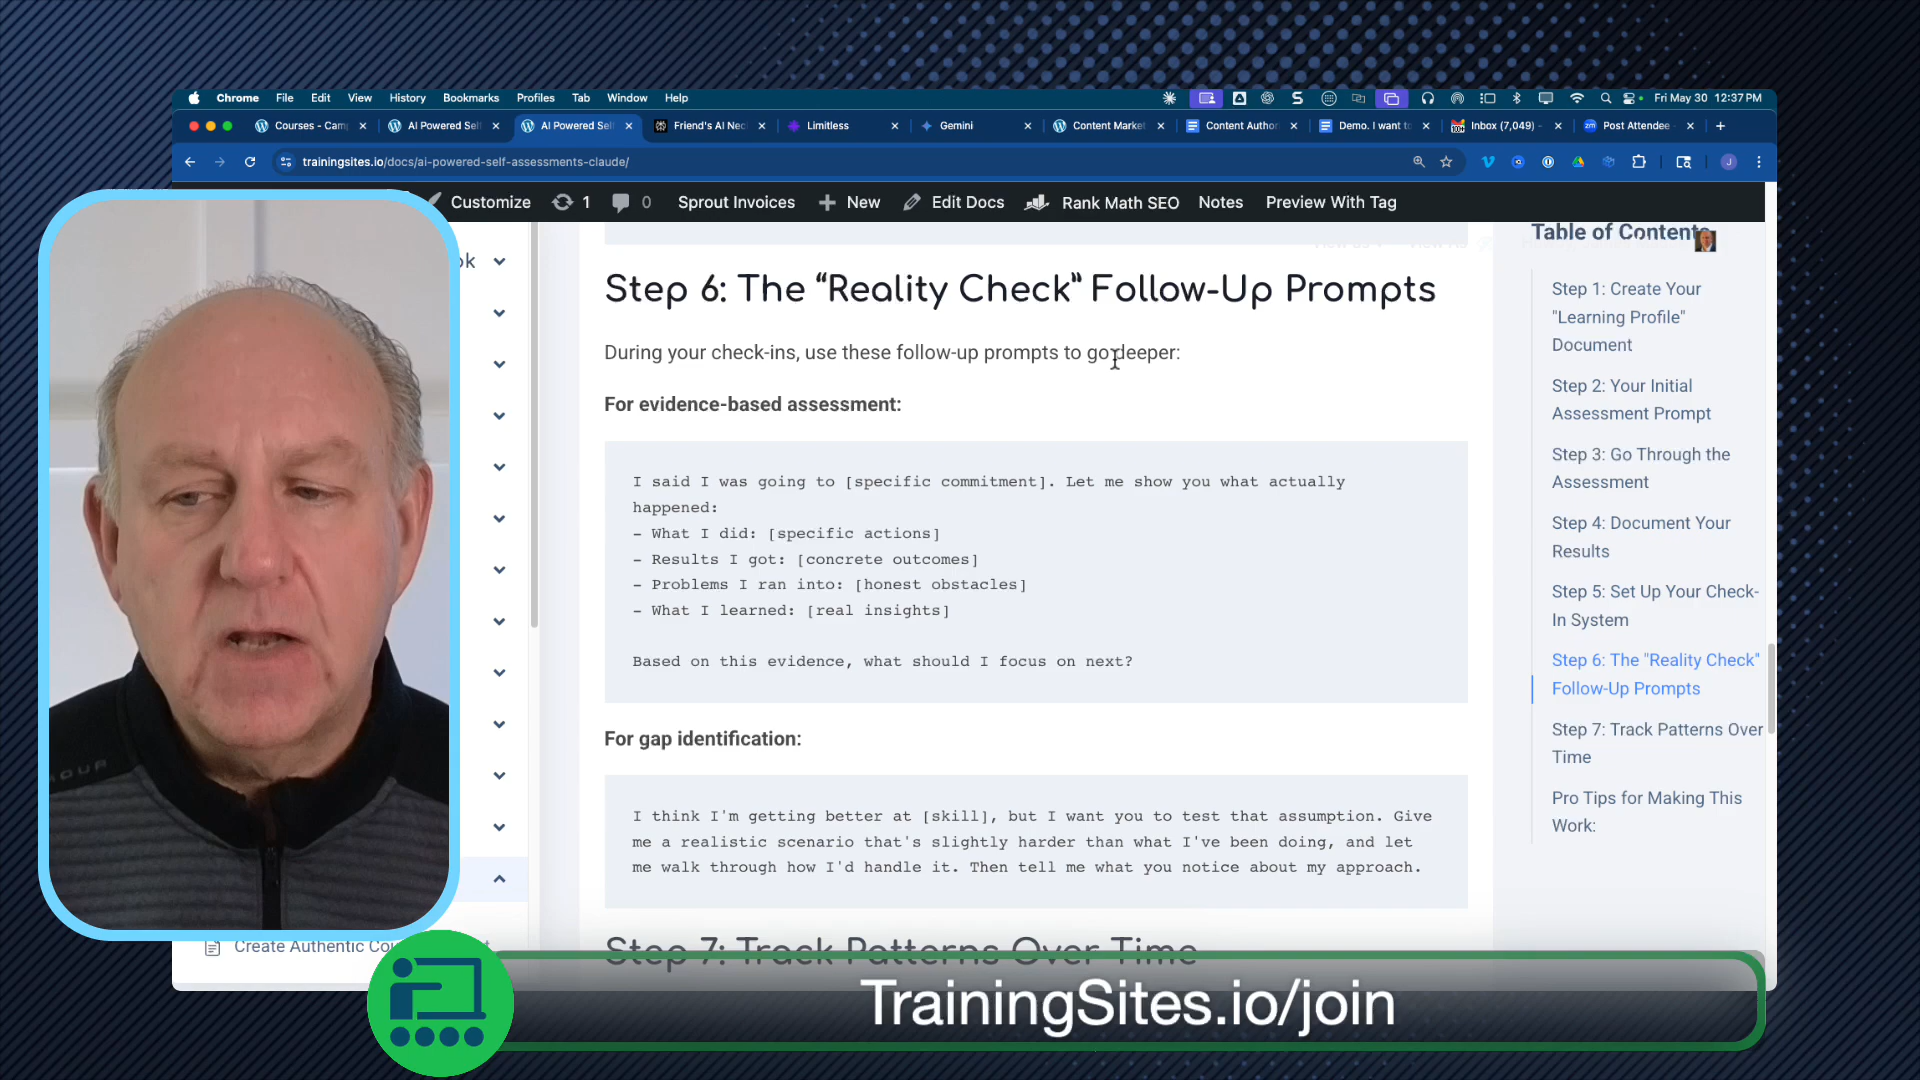 Chrome File Edit View History Bookmarks Profiles Tab Window Help
Fri May 30 12:37 PM
Courses - Cam
AI Powered Self
AI Powered Self
Friend's AI Nec
Limitless
Gemini
Content Market
Content Author
Demo. I want to
Inbox (7,049)
Post Attendee
trainingsites.io/docs/ai-powered-self-assessments-claude/
Customize 1 0 Sprout Invoices New Edit Docs Rank Math SEO Notes Preview With Tag
Step 6: The “Reality Check” Follow-Up Prompts
During your check-ins, use these follow-up prompts to go deeper:
For evidence-based assessment:
I said I was going to [specific commitment]. Let me show you what actually
happened:
- What I did: [specific actions]
- Results I got: [concrete outcomes]
- Problems I ran into: [honest obstacles]
- What I learned: [real insights]
Based on this evidence, what should I focus on next?
For gap identification:
I think I'm getting better at [skill], but I want you to test that assumption. Give
me a realistic scenario that's slightly harder than what I've been doing, and let
me walk through how I'd handle it. Then tell me what you notice about my approach.
Step 7: Track Patterns Over Time
Table of Contents
Step 1: Create Your
"Learning Profile"
Document
Step 2: Your Initial
Assessment Prompt
Step 3: Go Through the
Assessment
Step 4: Document Your
Results
Step 5: Set Up Your Check-
In System
Step 6: The "Reality Check"
Follow-Up Prompts
Step 7: Track Patterns Over
Time
Pro Tips for Making This
Work:
Create Authentic
TrainingSites.io/join